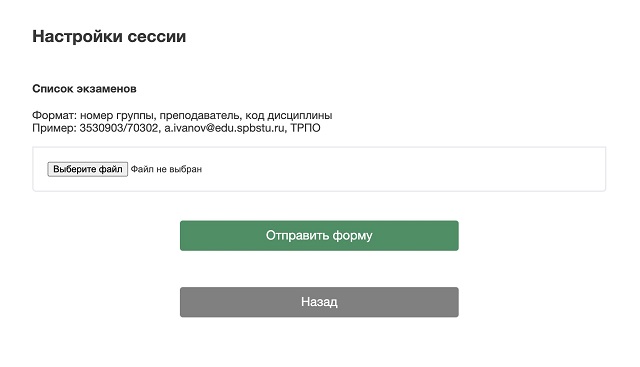 Настройки сессии
Список экзаменов
Формат: номер группы, преподаватель, код дисциплины
Пример: 3530903/70302, a.ivanov@edu.spbstu.ru, ТРПО
Выберите файл Файл не выбран
Отправить форму
Назад